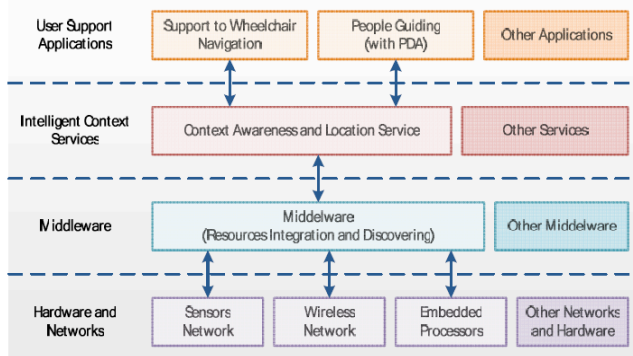 User Support
Applications
Support to Wheelchair
Navigation
People Guiding
(with PDA)
Other Applications
Intelligent Context
Services
Context Awareness and Location Service
Other Services
Middleware
Middelware
(Resources Integration and Discovering)
Other Middelware
Hardware and
Networks
Sensors
Network
Wireless
Network
Embedded
Processors
Other Networks
and Hardware